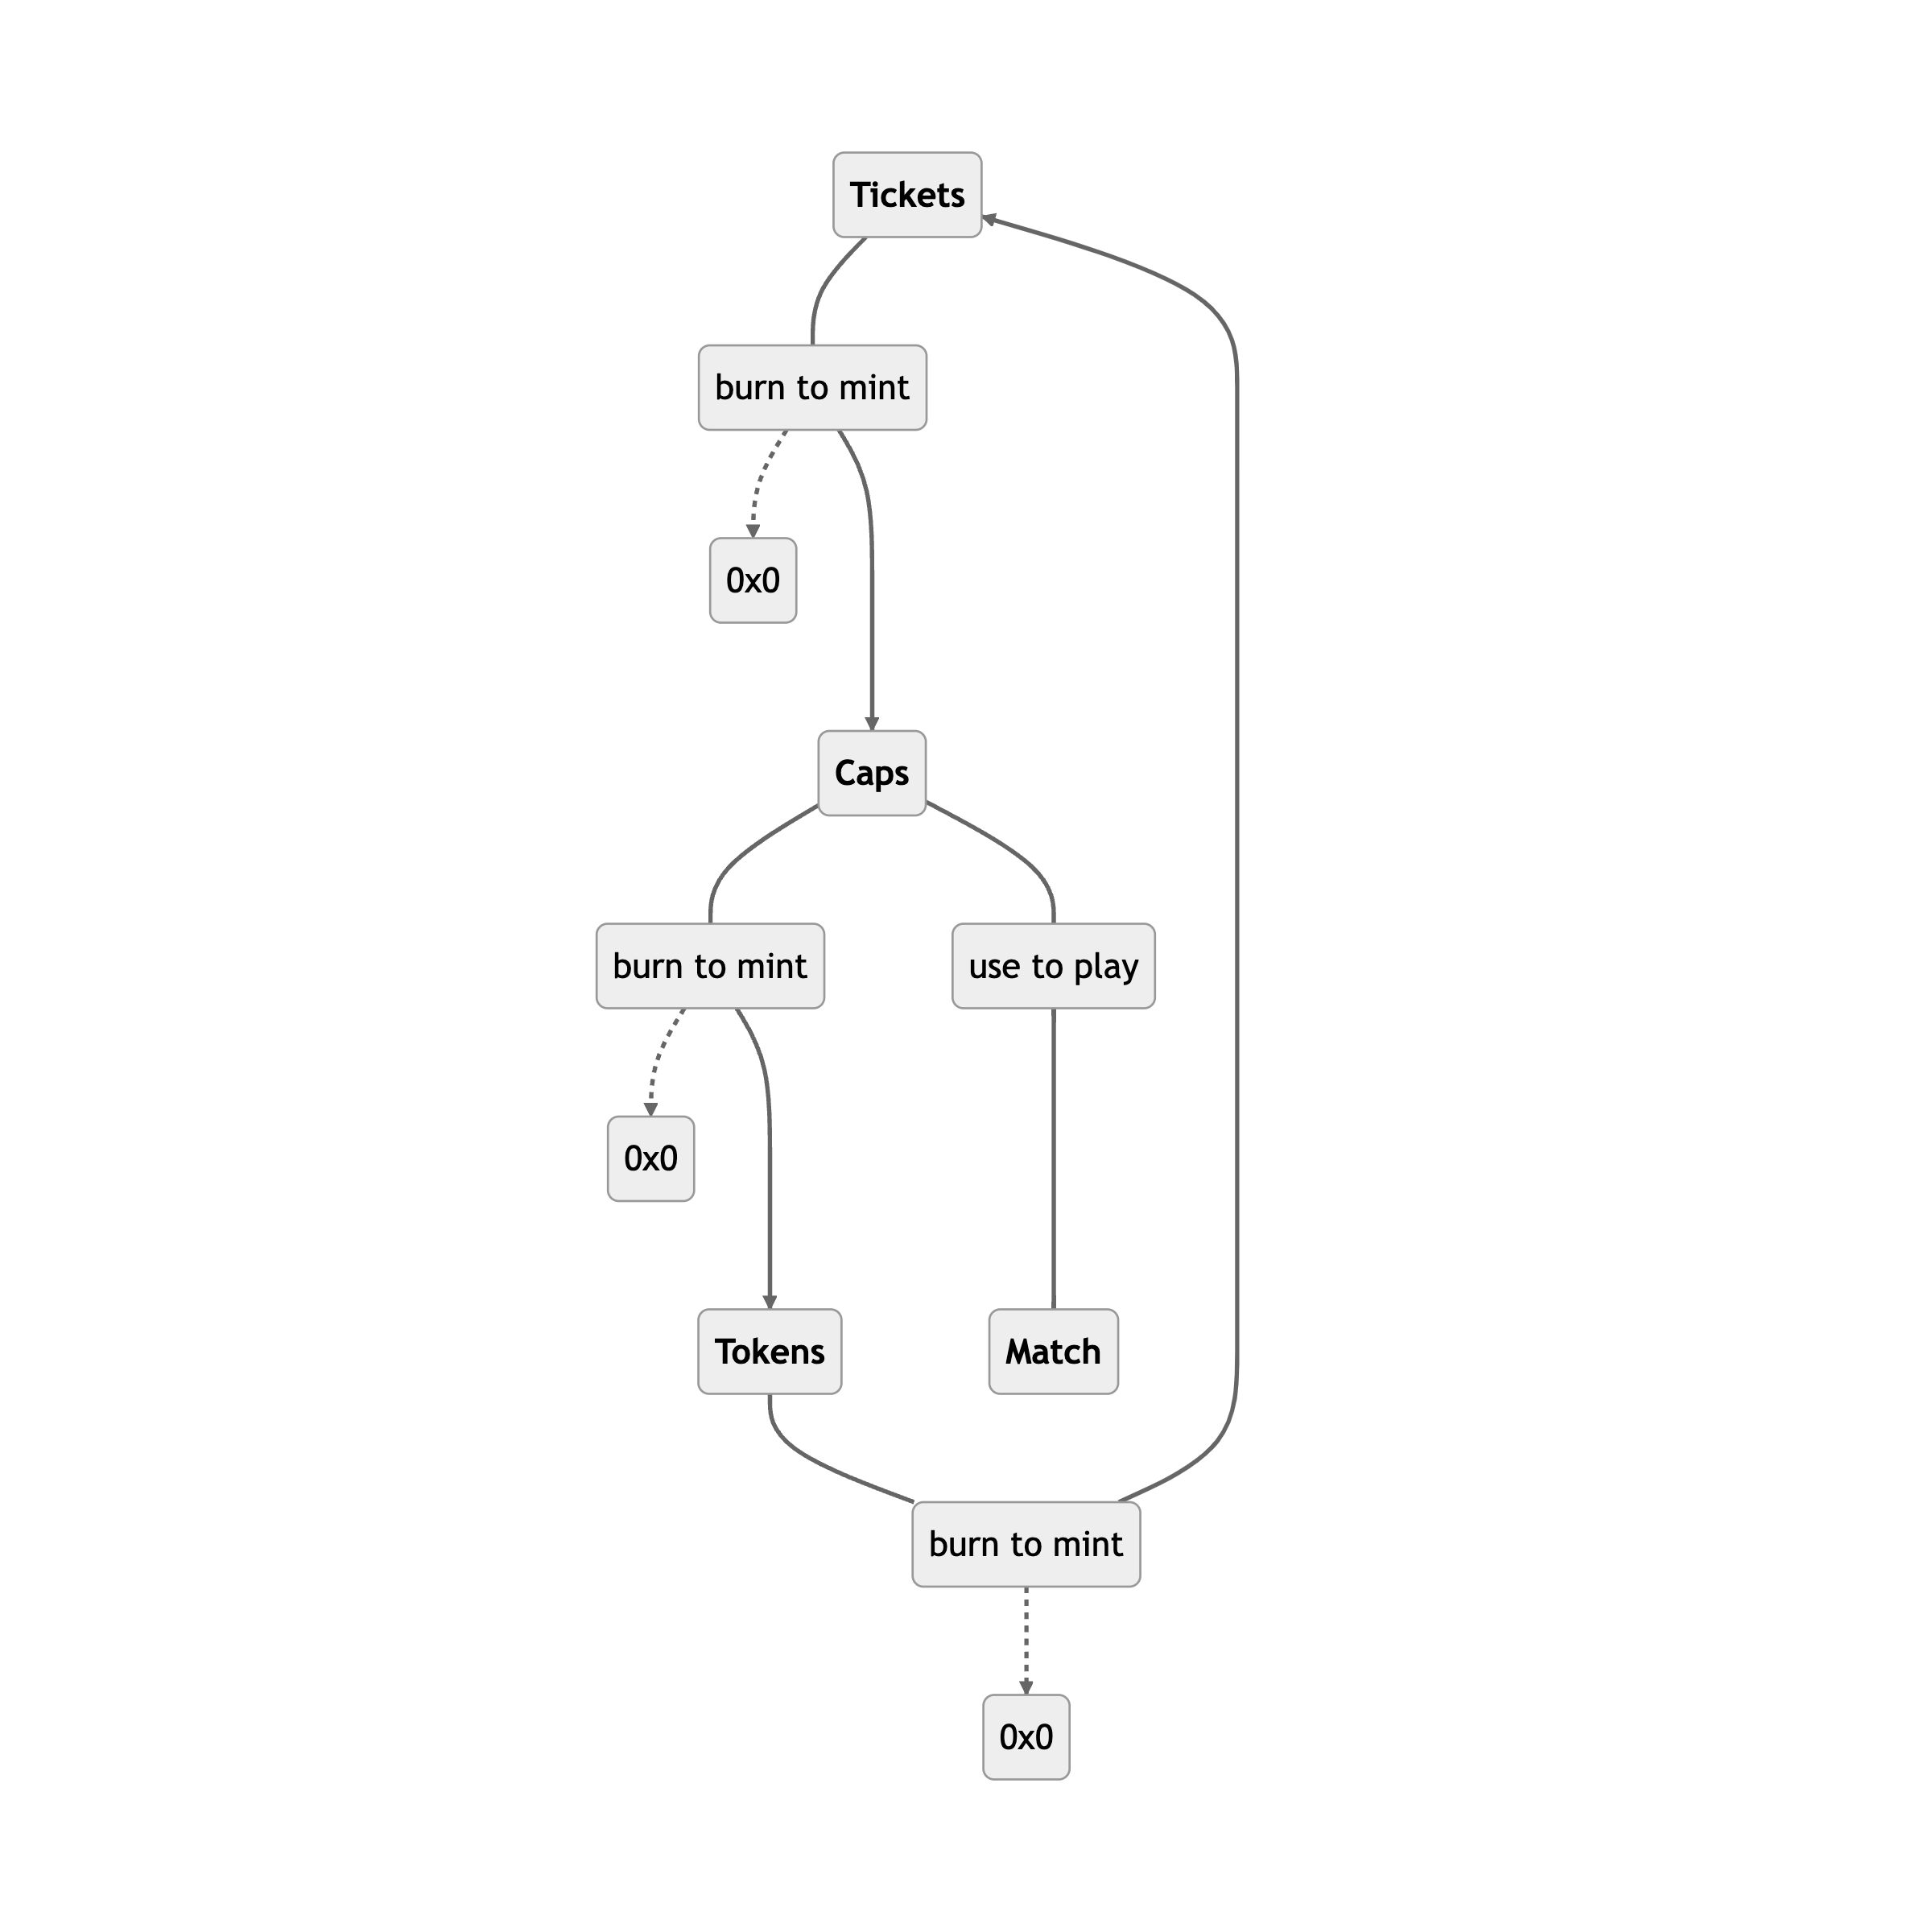 Tickets
burn to mint
0x0
Caps
burn to mint
use to play
0x0
Tokens
Match
burn to mint
0x0